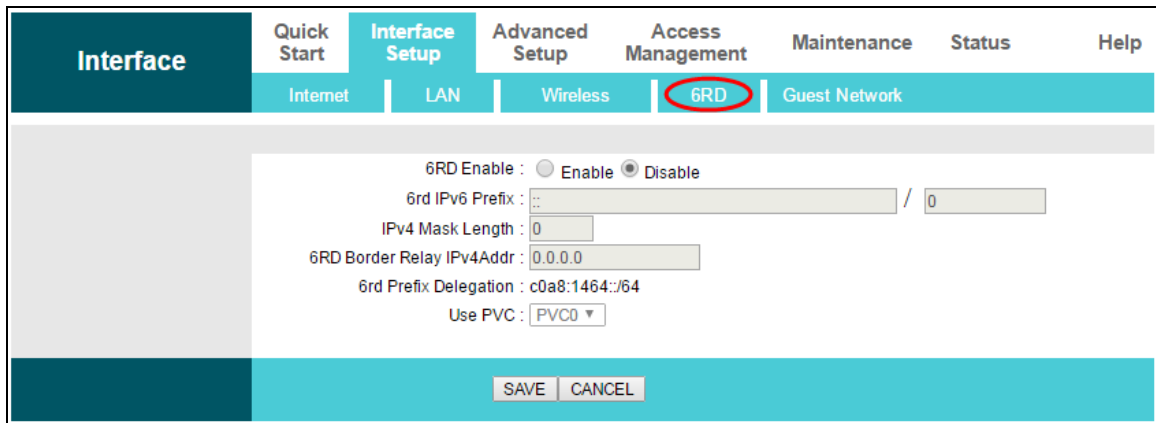 Interface
Quick Start
Interface Setup
Advanced Setup
Access Management
Maintenance
Status
Help
Internet
LAN
Wireless
6RD
Guest Network
6RD Enable : Enable Disable
6rd IPv6 Prefix : :: / 0
IPv4 Mask Length : 0
6RD Border Relay IPv4Addr : 0.0.0.0
6rd Prefix Delegation : c0a8:1464::/64
Use PVC : PVC0
SAVE CANCEL